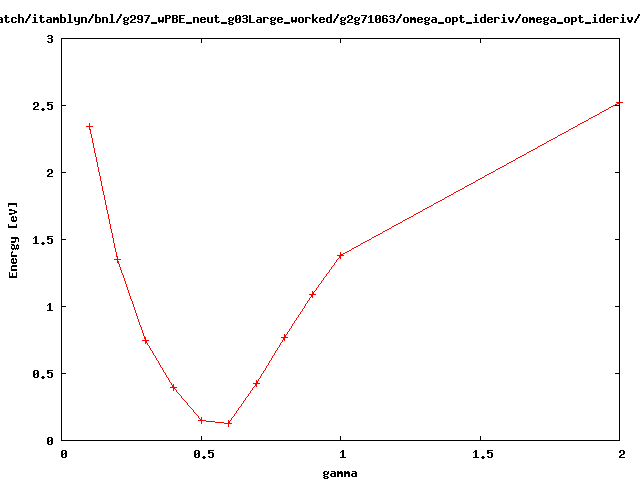 atch/itamblyn/bnl/g297_wPBE_neut_g03Large_worked/g2g71063/omega_opt_ideriv/omega_opt_ideriv/
3
2.5
2
1.5
1
0.5
0
Energy [eV]
0 0.5 1 1.5 2
gamma